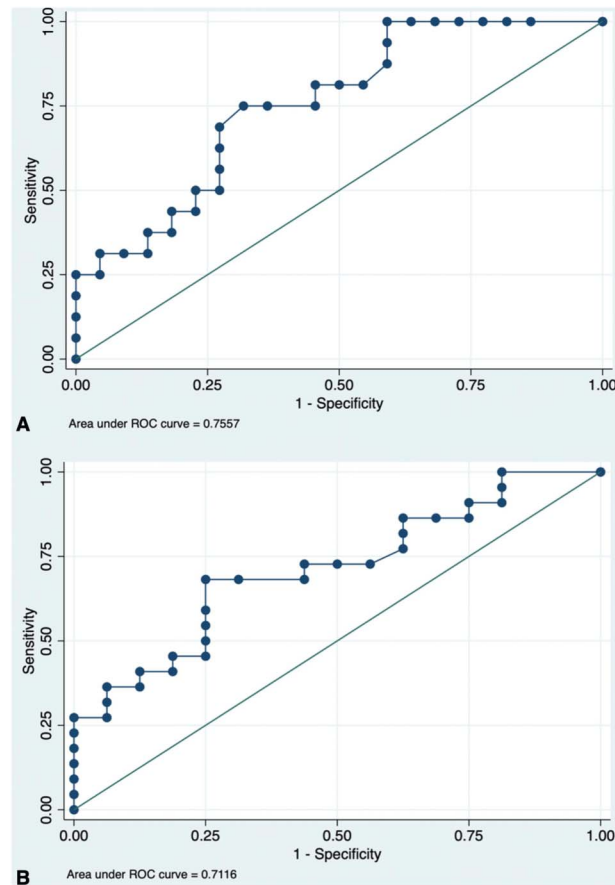 1.00
0.75
Sensitivity
0.50
0.25
0.00
0.00 0.25 0.50 0.75 1.00
1 - Specificity
A Area under ROC curve = 0.7557
1.00
0.75
Sensitivity
0.50
0.25
0.00
0.00 0.25 0.50 0.75 1.00
1 - Specificity
B Area under ROC curve = 0.7116